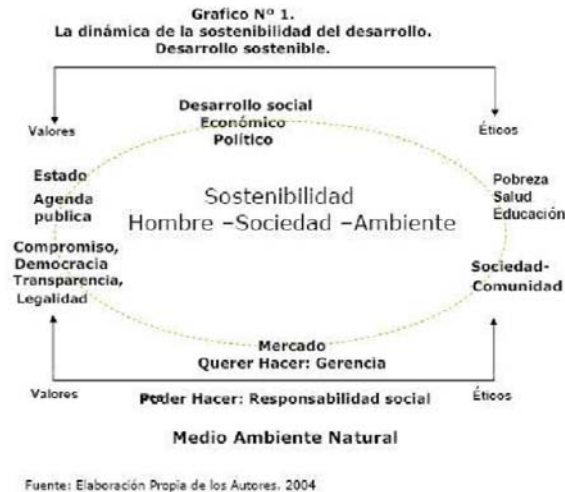 Grafico Nº 1.
La dinámica de la sostenibilidad del desarrollo.
Desarrollo sostenible.
Desarrollo social
Económico
Político
Valores
Éticos
Estado
Agenda
publica
Compromiso,
Democracia
Transparencia,
Legalidad
Sostenibilidad
Hombre –Sociedad –Ambiente
Pobreza
Salud
Educación
Sociedad-
Comunidad
Mercado
Querer Hacer: Gerencia
Valores
Poder Hacer: Responsabilidad social
Éticos
Medio Ambiente Natural
Fuente: Elaboración Propia de los Autores. 2004